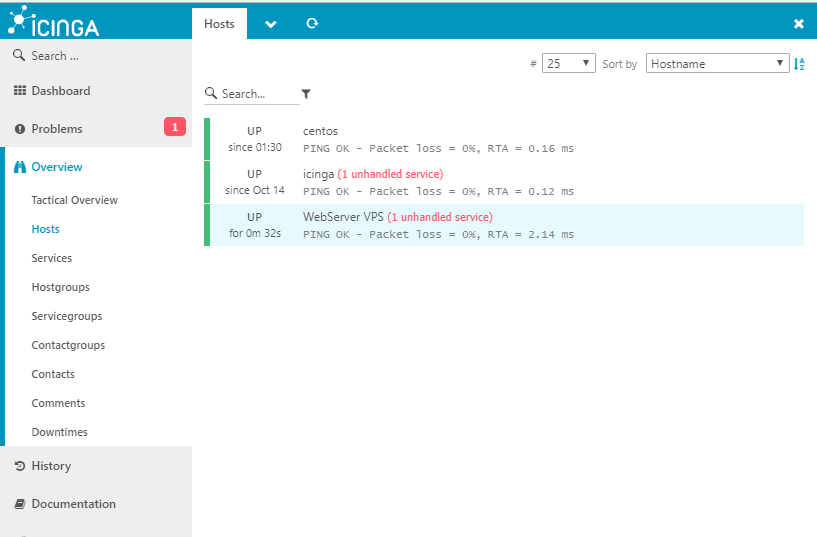 ICINGA
Search ...
Dashboard
Problems 1
Overview
Tactical Overview
Hosts
Services
Hostgroups
Servicegroups
Contactgroups
Contacts
Comments
Downtimes
History
Documentation
Hosts
# 25 Sort by Hostname
Search...
UP centos
since 01:30 PING OK - Packet loss = 0%, RTA = 0.16 ms
UP icinga (1 unhandled service)
since Oct 14 PING OK - Packet loss = 0%, RTA = 0.12 ms
UP WebServer VPS (1 unhandled service)
for 0m 32s PING OK - Packet loss = 0%, RTA = 2.14 ms